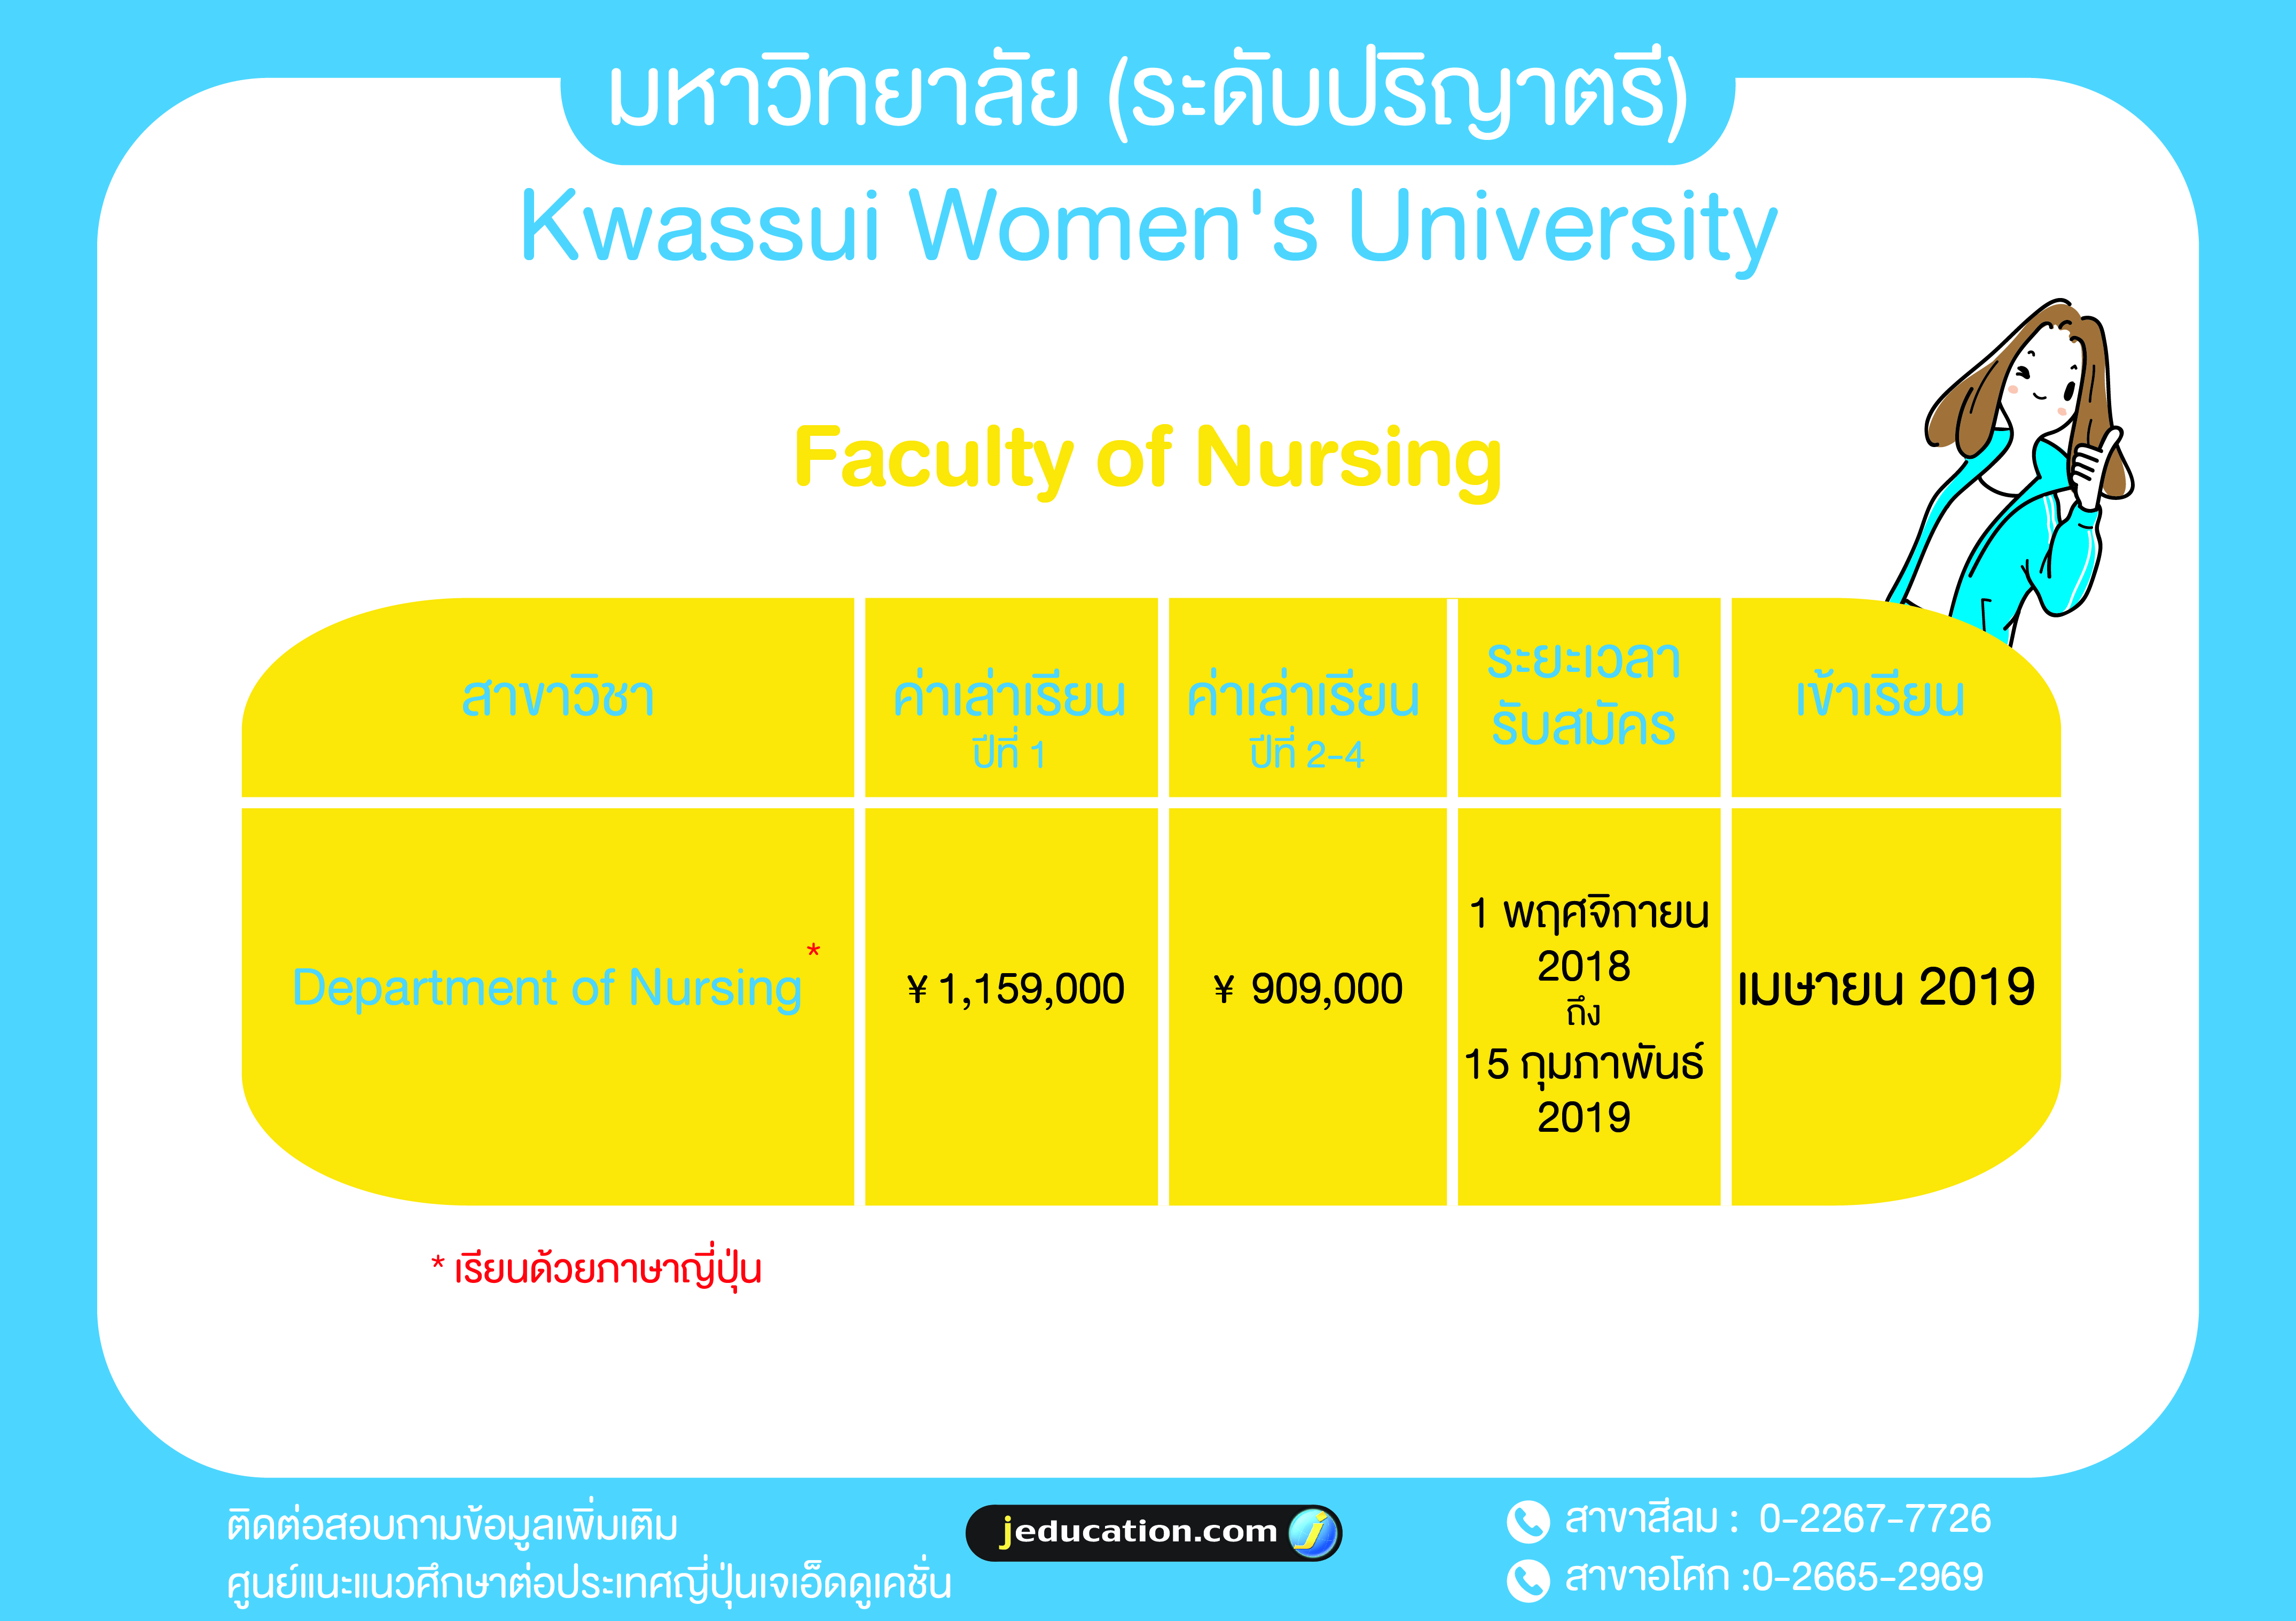 มหาวิทยาลัย (ระดับปริญาตรี)
Kwassui Women's University
Faculty of Nursing
สาขาวิชา
ค่าเล่าเรียน
ปีที่ 1
ค่าเล่าเรียน
ปีที่ 2-4
ระยะเวลา
รับสมัคร
เข้าเรียน
Department of Nursing*
¥ 1,159,000
¥ 909,000
1 พฤศจิกายน
2018
ถึง
15 กุมภาพันธ์
2019
เมษายน 2019
* เรียนด้วยภาษาญี่ปุ่น
ติดต่อสอบถามข้อมูลเพิ่มเติม
ศูนย์แนะแนวศึกษาต่อประเทศญี่ปุ่นเจเอ็ดดูเคชั่น
jeducation.com j
สาขาสีลม : 0-2267-7726
สาขาอโศก :0-2665-2969